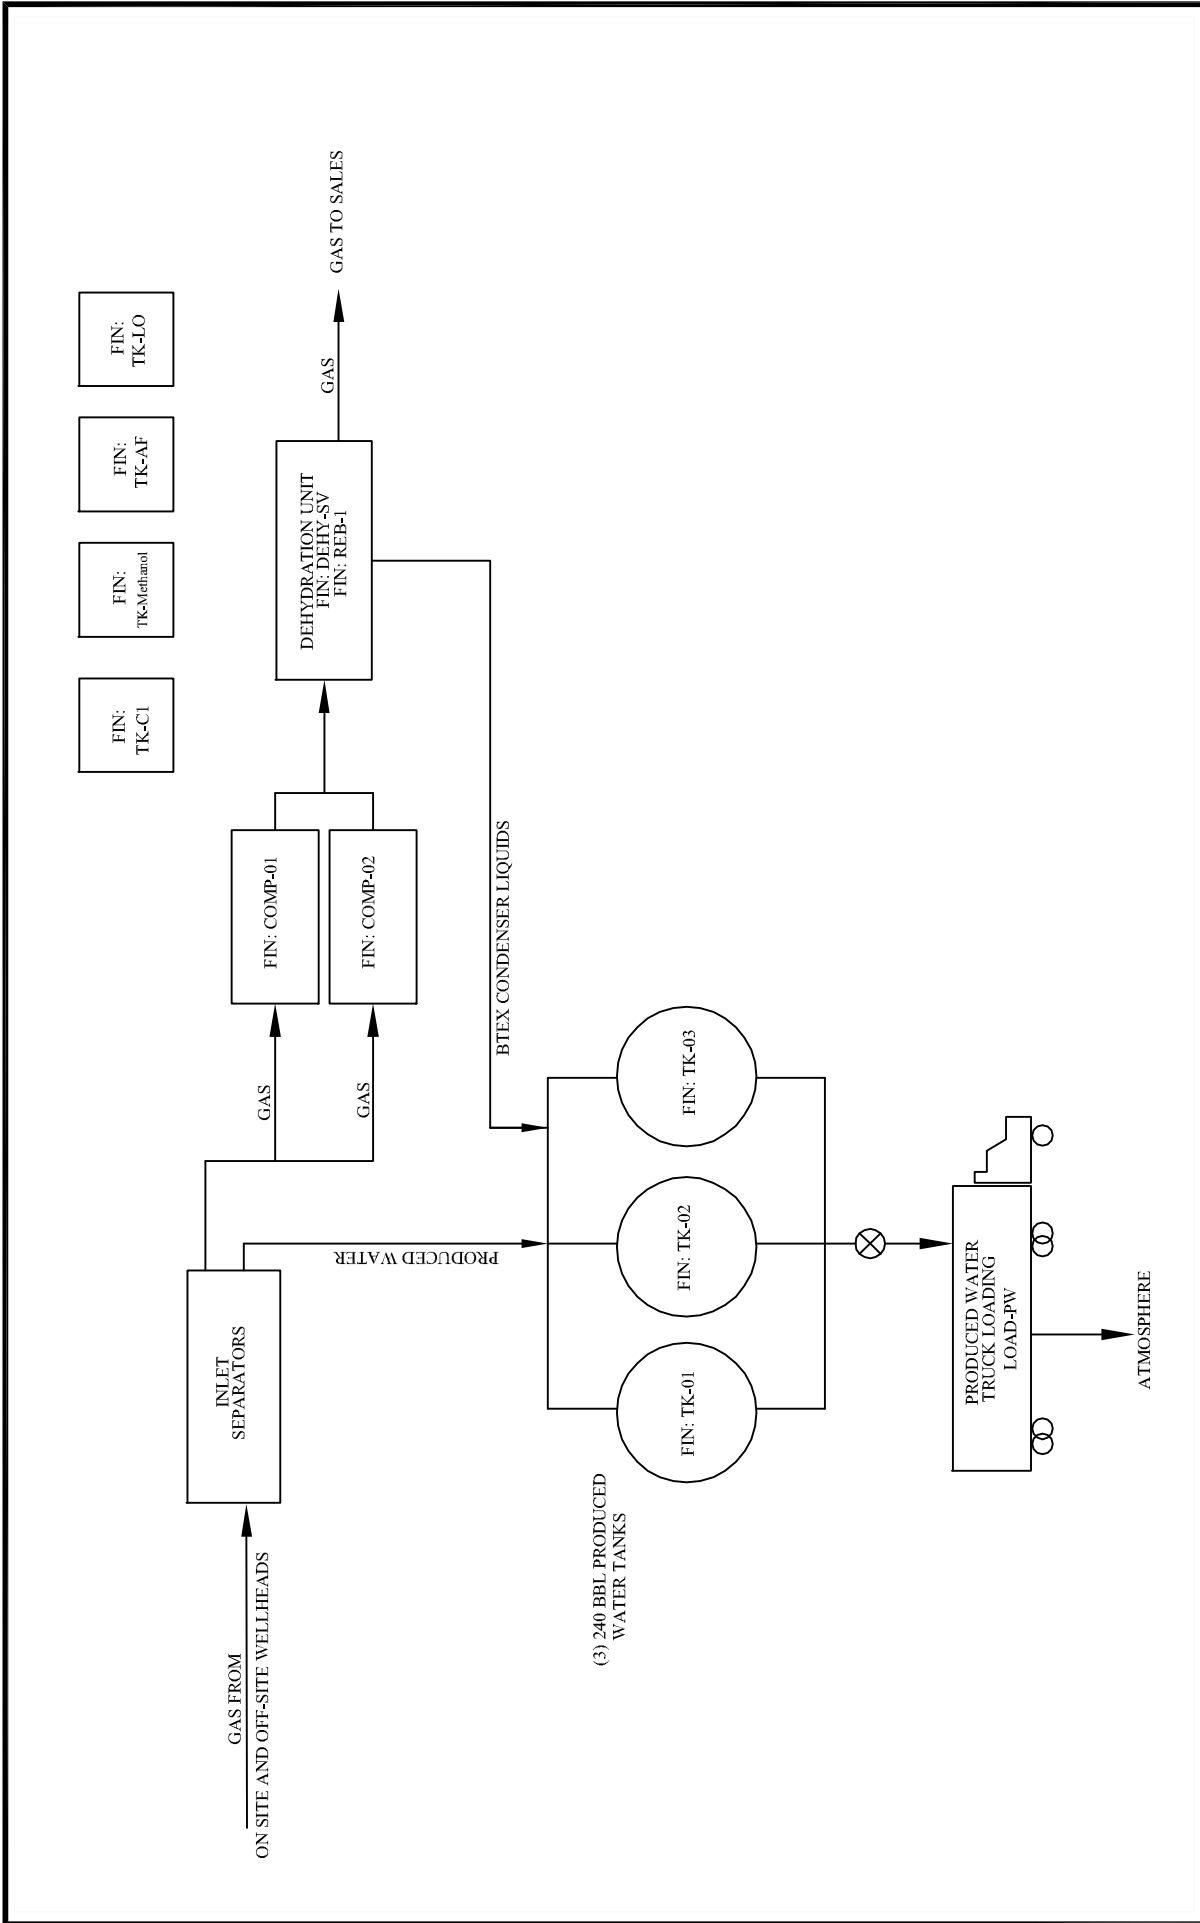 FIN:
TK-C1
FIN:
TK-Methanol
FIN:
TK-AF
FIN:
TK-LO
GAS FROM
ON SITE AND OFF-SITE WELLHEADS
INLET
SEPARATORS
GAS
GAS
FIN: COMP-01
FIN: COMP-02
DEHYDRATION UNIT
FIN: DEHY-SV
FIN: REB-1
GAS
GAS TO SALES
PRODUCED WATER
BTEX CONDENSER LIQUIDS
(3) 240 BBL PRODUCED
WATER TANKS
FIN: TK-01
FIN: TK-02
FIN: TK-03
PRODUCED WATER
TRUCK LOADING
LOAD-PW
ATMOSPHERE